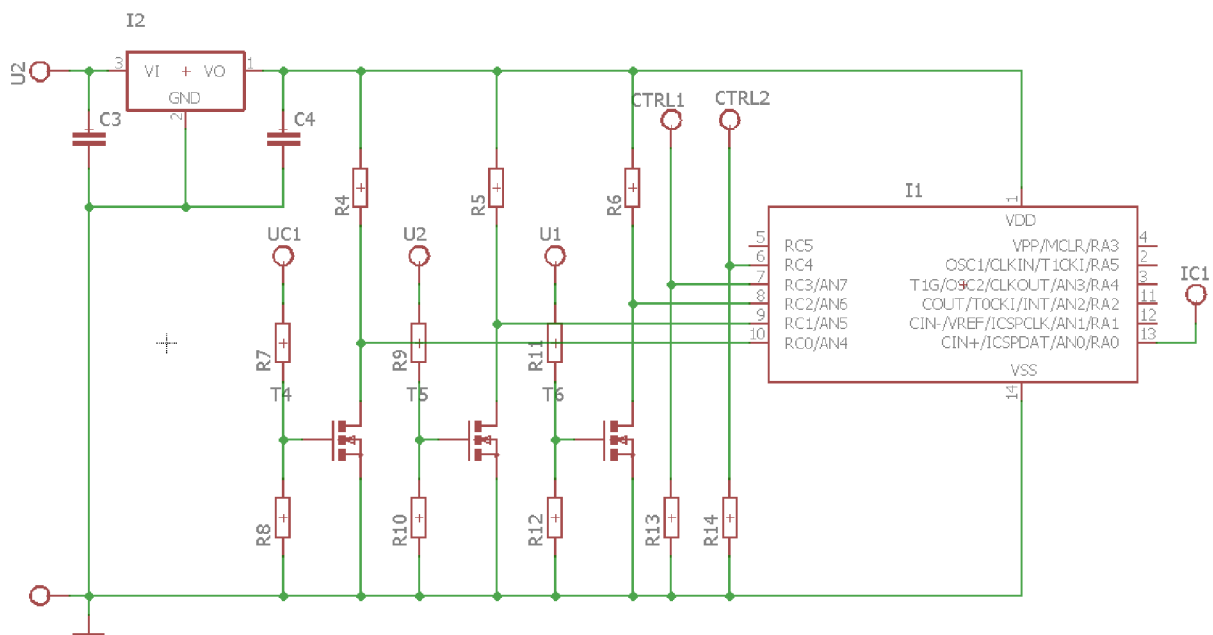 I2
U2
3
VI + VO
1
GND
2
C3
C4
R4
R5
R6
CTRL1
CTRL2
UC1
U2
U1
R7
R9
R11
T4
T5
T6
R8
R10
R12
R13
R14
I1
1
VDD
5 RC5
6 RC4
7 RC3/AN7
8 RC2/AN6
9 RC1/AN5
10 RC0/AN4
VPP/MCLR/RA3 4
OSC1/CLKIN/T1CKI/RA5 2
T1G/OSC2/CLKOUT/AN3/RA4 3
COUT/T0CKI/INT/AN2/RA2 11
CIN-/VREF/ICSPCLK/AN1/RA1 12
CIN+/ICSPDAT/AN0/RA0 13
VSS
14
IC1